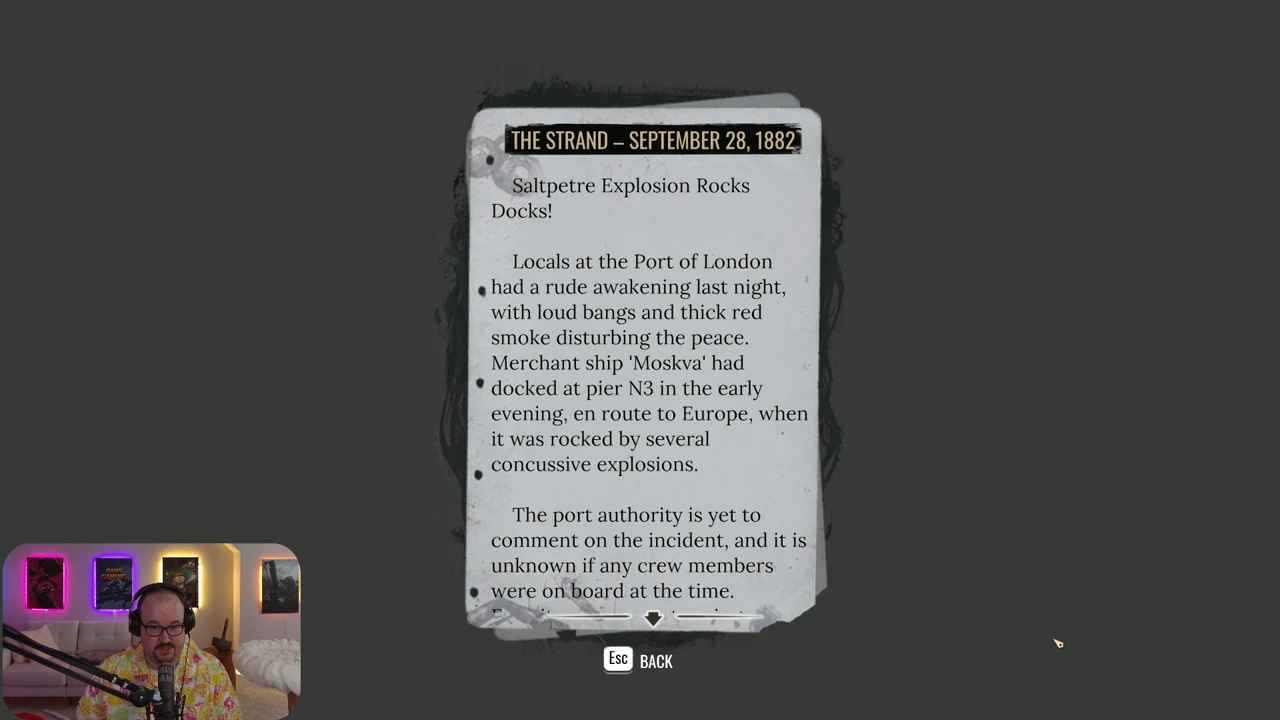 THE STRAND – SEPTEMBER 28, 1882
Saltpetre Explosion Rocks
Docks!
Locals at the Port of London
had a rude awakening last night,
with loud bangs and thick red
smoke disturbing the peace.
Merchant ship 'Moskva' had
docked at pier N3 in the early
evening, en route to Europe, when
it was rocked by several
concussive explosions.
The port authority is yet to
comment on the incident, and it is
unknown if any crew members
were on board at the time.
Esc BACK